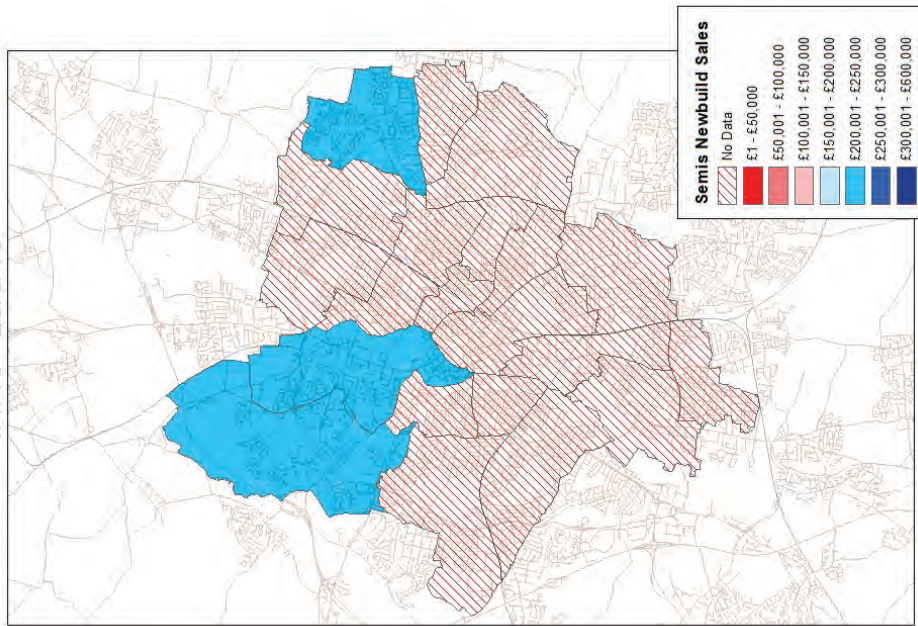 Semis Newbuild Sales
No Data
£1 - £50,000
£50,001 - £100,000
£100,001 - £150,000
£150,001 - £200,000
£200,001 - £250,000
£250,001 - £300,000
£300,001 - £600,000